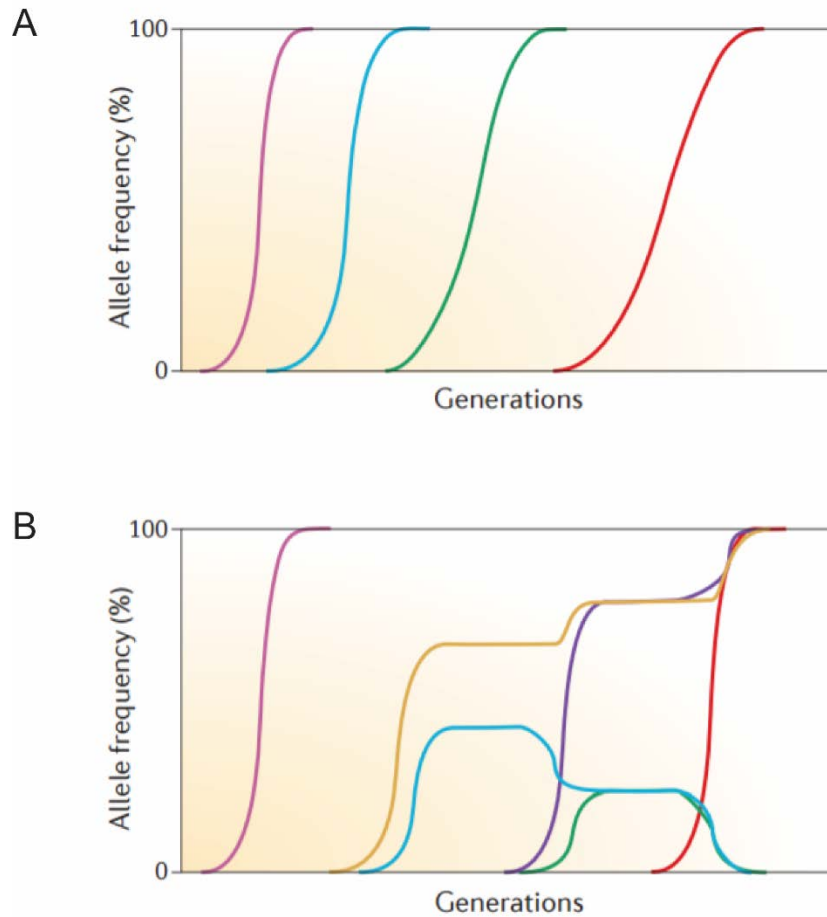 A
100
Allele frequency (%)
0
Generations
B
100
Allele frequency (%)
0
Generations